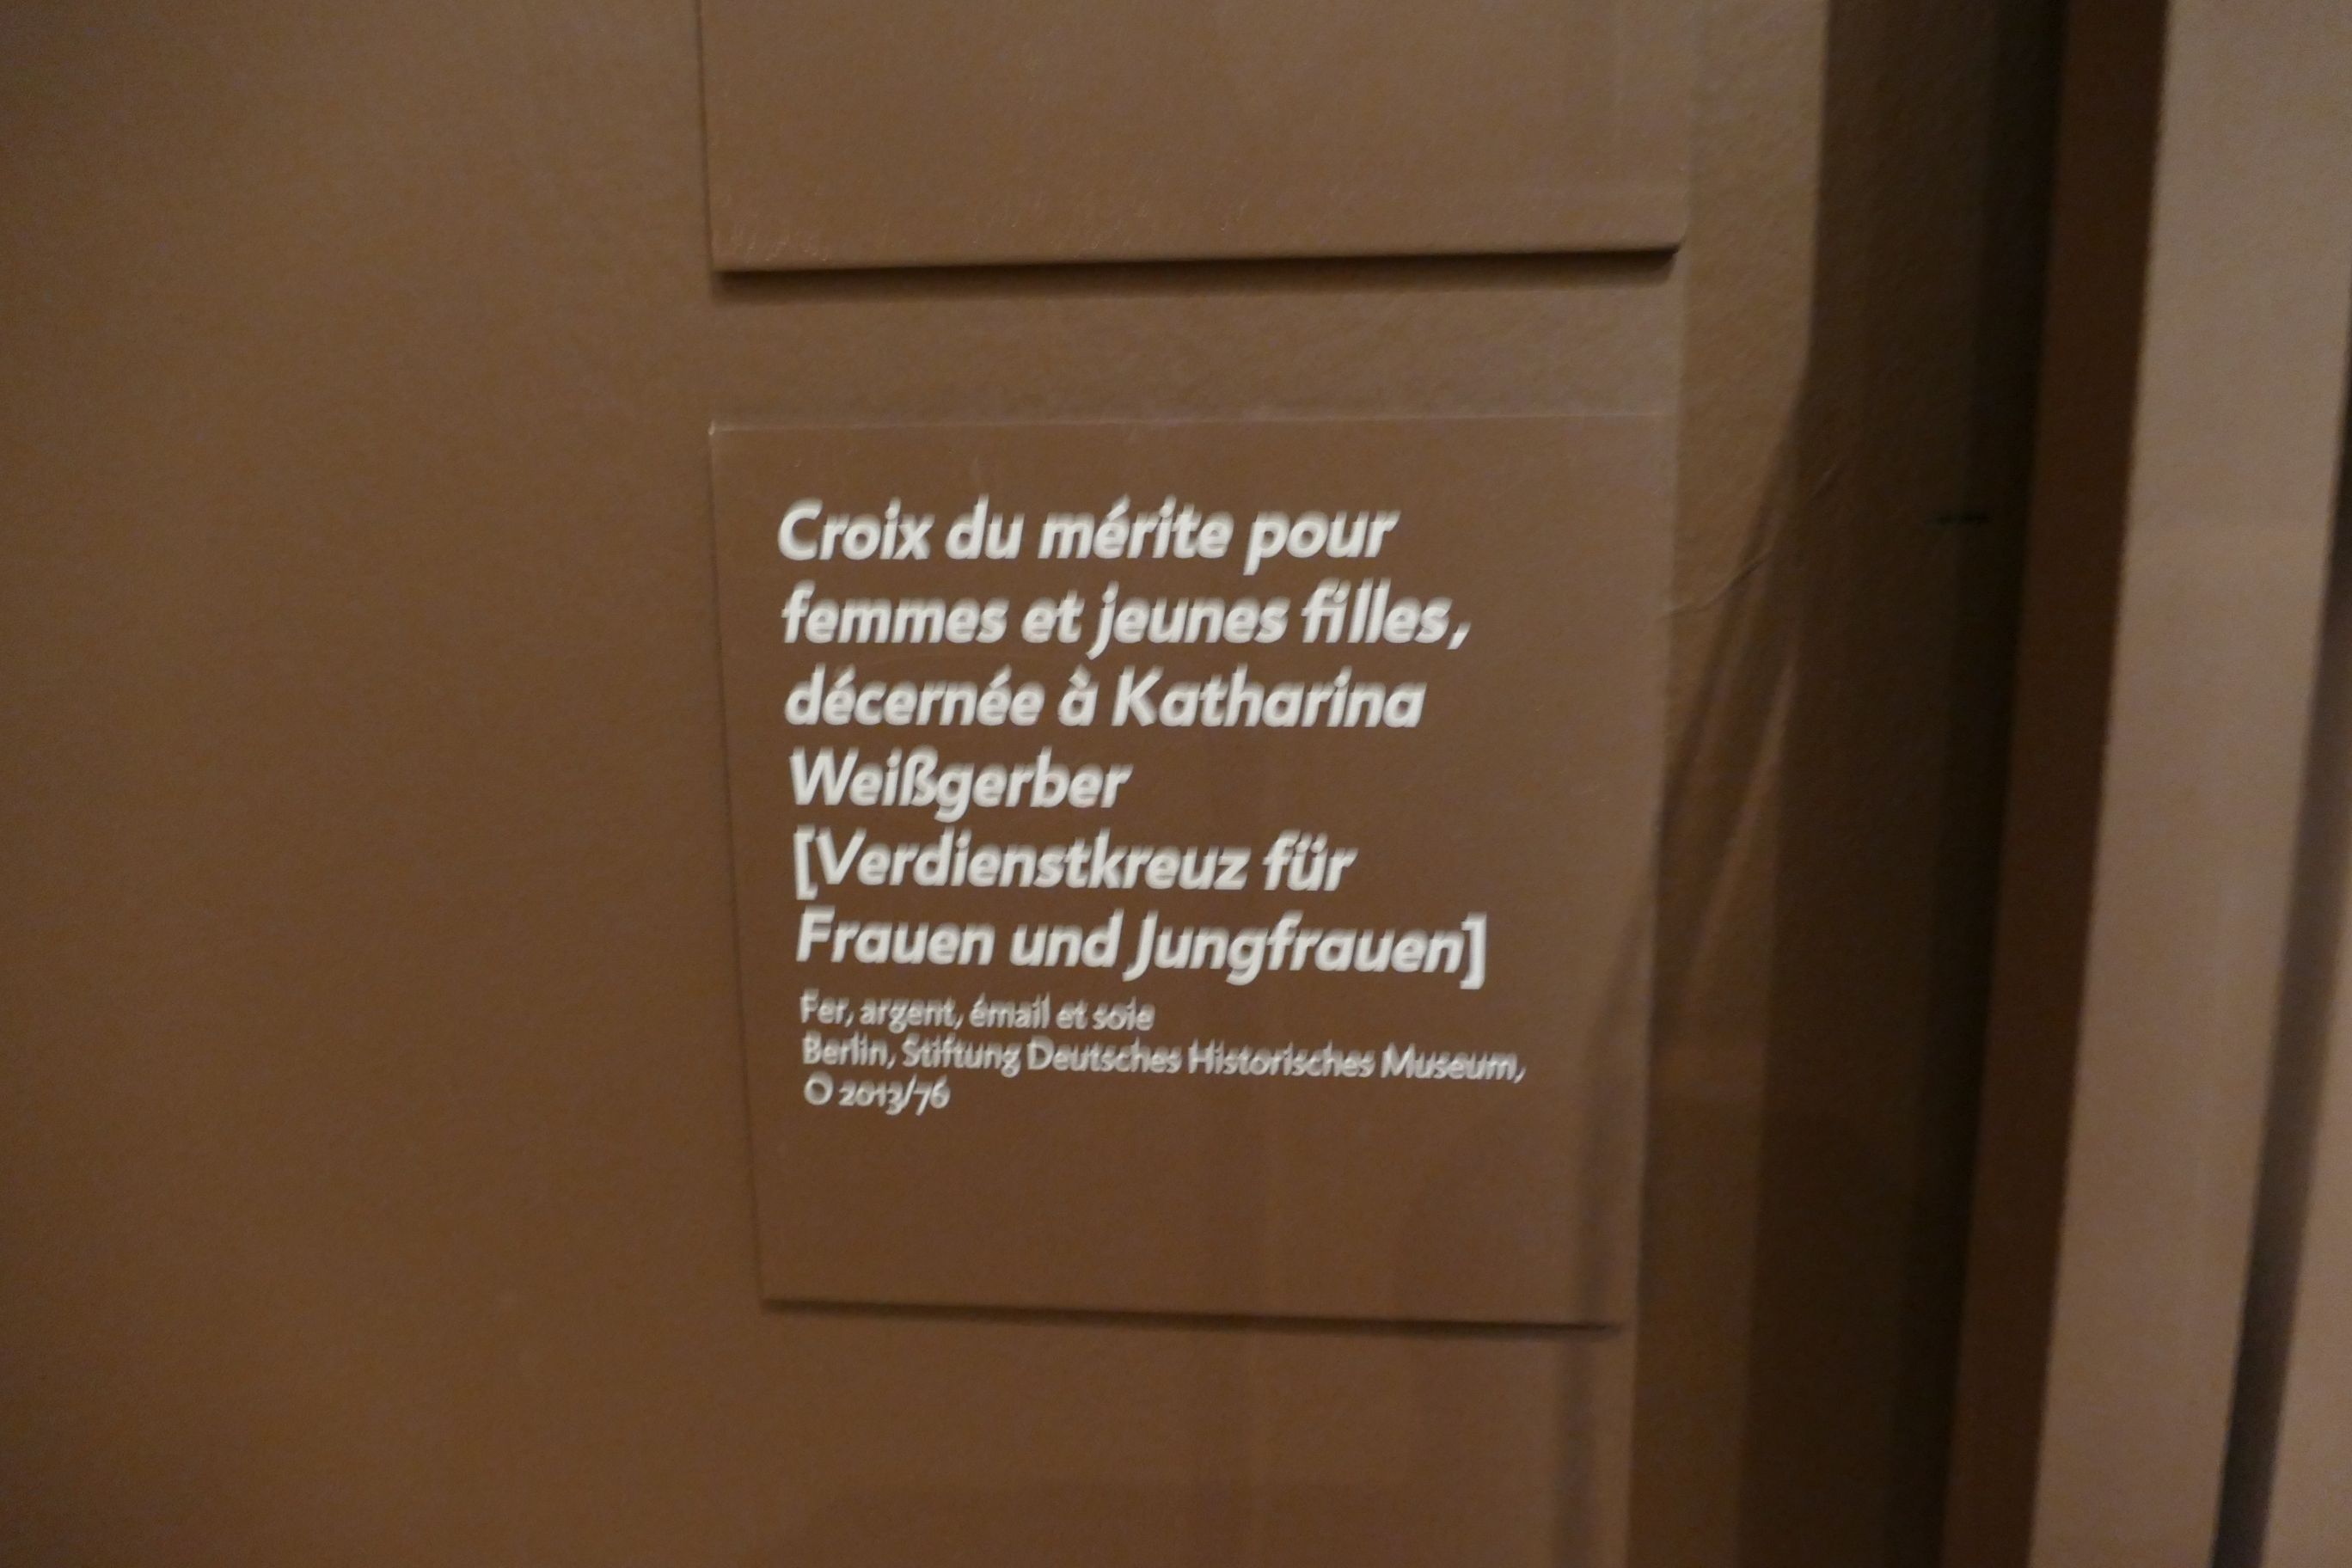 Croix du mérite pour
femmes et jeunes filles,
décernée à Katharina
Weißgerber
[Verdienstkreuz für
Frauen und Jungfrauen]
Fer, argent, émail et soie
Berlin, Stiftung Deutsches Historisches Museum,
O 2013/76